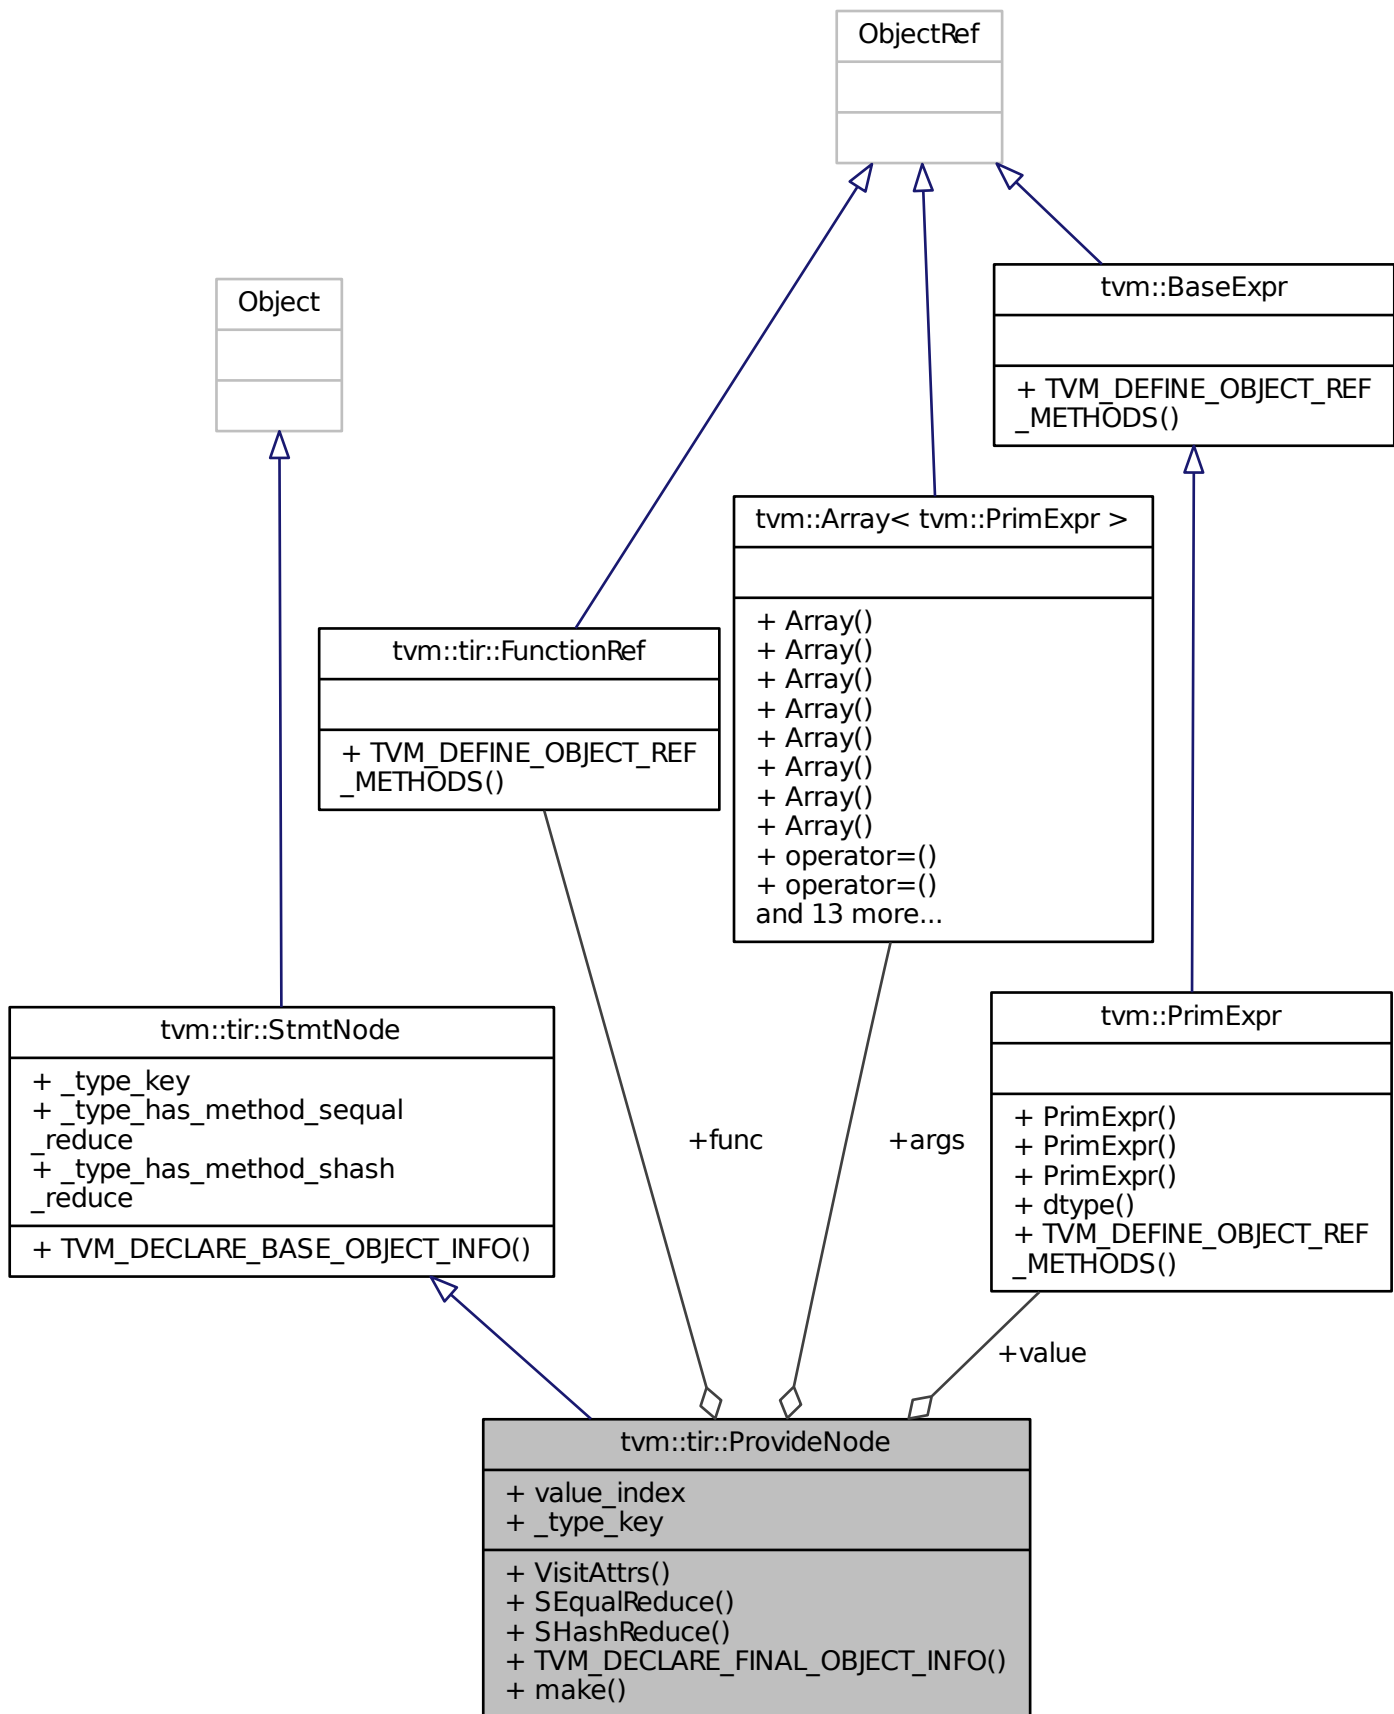 ObjectRef
Object
tvm::BaseExpr
+ TVM_DEFINE_OBJECT_REF
_METHODS()
tvm::Array< tvm::PrimExpr >
+ Array()
+ Array()
+ Array()
+ Array()
+ Array()
+ Array()
+ Array()
+ Array()
+ operator=()
+ operator=()
and 13 more...
tvm::tir::FunctionRef
+ TVM_DEFINE_OBJECT_REF
_METHODS()
tvm::tir::StmtNode
+ _type_key
+ _type_has_method_sequal
_reduce
+ _type_has_method_shash
_reduce
+ TVM_DECLARE_BASE_OBJECT_INFO()
+func
+args
tvm::PrimExpr
+ PrimExpr()
+ PrimExpr()
+ PrimExpr()
+ dtype()
+ TVM_DEFINE_OBJECT_REF
_METHODS()
+value
tvm::tir::ProvideNode
+ value_index
+ _type_key
+ VisitAttrs()
+ SEqualReduce()
+ SHashReduce()
+ TVM_DECLARE_FINAL_OBJECT_INFO()
+ make()